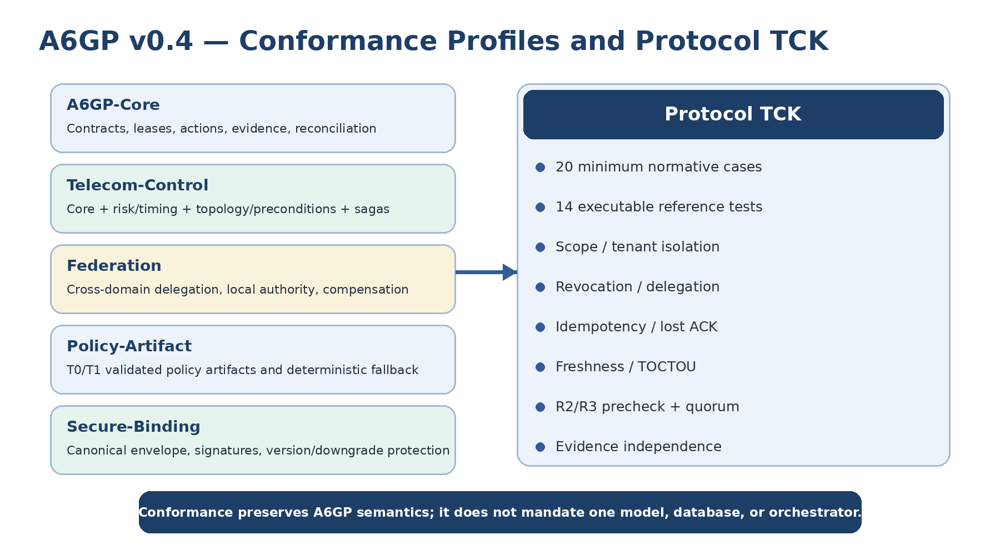 A6GP v0.4 — Conformance Profiles and Protocol TCK
A6GP-Core
Contracts, leases, actions, evidence, reconciliation
Telecom-Control
Core + risk/timing + topology/preconditions + sagas
Federation
Cross-domain delegation, local authority, compensation
Policy-Artifact
T0/T1 validated policy artifacts and deterministic fallback
Secure-Binding
Canonical envelope, signatures, version/downgrade protection
Protocol TCK
20 minimum normative cases
14 executable reference tests
Scope / tenant isolation
Revocation / delegation
Idempotency / lost ACK
Freshness / TOCTOU
R2/R3 precheck + quorum
Evidence independence
Conformance preserves A6GP semantics; it does not mandate one model, database, or orchestrator.